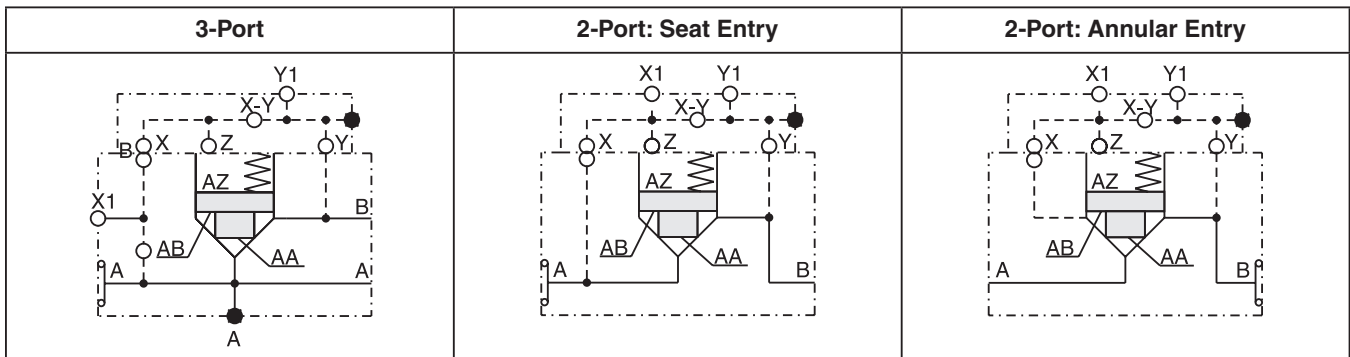 3-Port
2-Port: Seat Entry
2-Port: Annular Entry
Y1
X-Y
B
X
Z
Y
X1
AZ
B
AB
AA
A
A
A
X1
Y1
X-Y
X
Z
Y
AZ
AB
AA
A
B
X1
Y1
X-Y
X
Z
Y
AZ
AB
AA
A
B